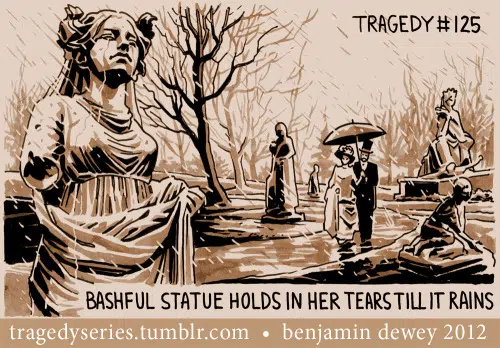 TRAGEDY #125
BASHFUL STATUE HOLDS IN HER TEARS TILL IT RAINS
tragedyseries.tumblr.com • benjamin dewey 2012